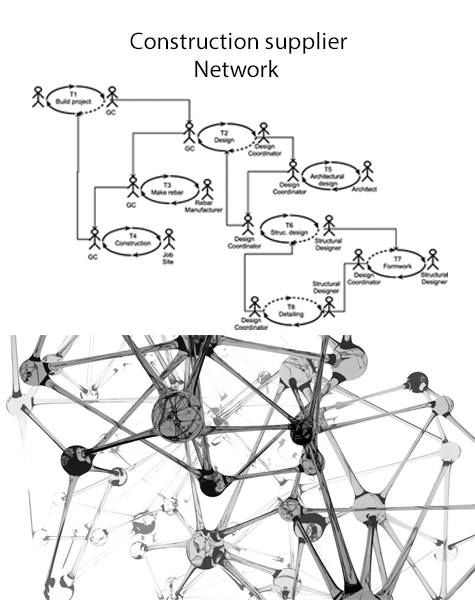 Construction supplier
Network
T1
Build project
GC
GC
T2
Design
Design
Coordinator
T3
Make rebar
GC
Rebar
Manufacturer
Design
Coordinator
T5
Architectural
design
Architect
T4
Construction
GC
Job
Site
Design
Coordinator
T6
Struc. design
Structural
Designer
Design
Coordinator
T7
Formwork
Structural
Designer
Structural
Designer
Design
Coordinator
T8
Detailing